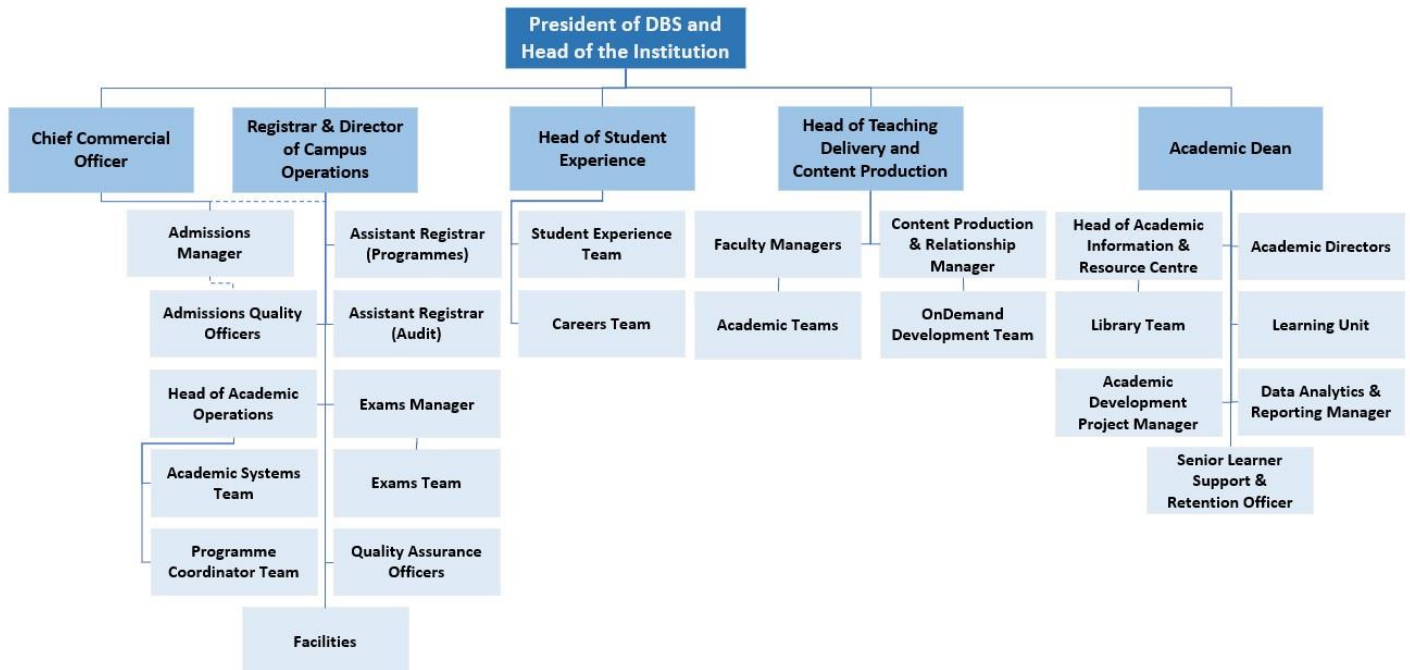 President of DBS and
Head of the Institution
Chief Commercial
Officer
Registrar & Director
of Campus
Operations
Head of Student
Experience
Head of Teaching
Delivery and
Content Production
Academic Dean
Admissions
Manager
Assistant Registrar
(Programmes)
Student Experience
Team
Faculty Managers
Content Production
& Relationship
Manager
Head of Academic
Information &
Resource Centre
Academic Directors
Admissions Quality
Officers
Assistant Registrar
(Audit)
Careers Team
Academic Teams
OnDemand
Development Team
Library Team
Learning Unit
Head of Academic
Operations
Exams Manager
Academic
Development
Project Manager
Data Analytics &
Reporting Manager
Academic Systems
Team
Exams Team
Senior Learner
Support &
Retention Officer
Programme
Coordinator Team
Quality Assurance
Officers
Facilities